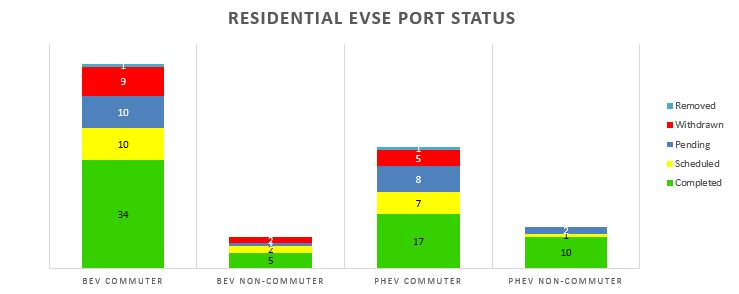 RESIDENTIAL EVSE PORT STATUS
1
9
10
10
34
2
2
5
1
5
8
7
17
2
1
10
Removed
Withdrawn
Pending
Scheduled
Completed
BEV COMMUTER BEV NON-COMMUTER PHEV COMMUTER PHEV NON-COMMUTER